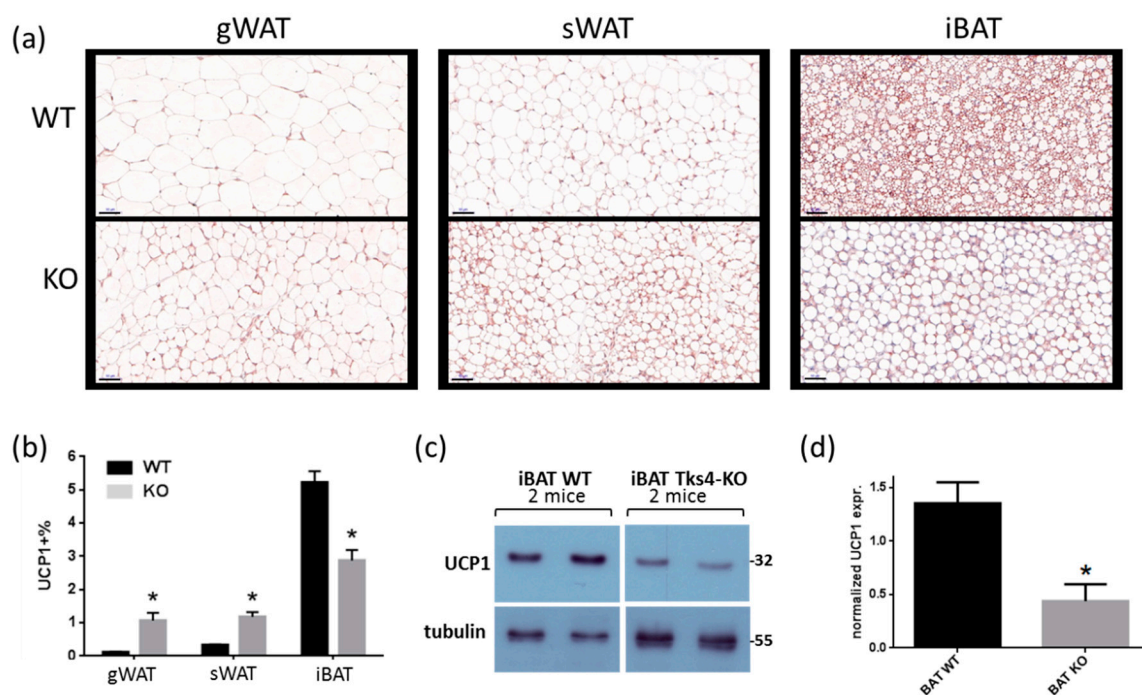 (a)
gWAT
sWAT
iBAT
WT
KO
(b)
WT
KO
UCP1+%
6
5
4
3
2
1
0
*
*
*
gWAT
sWAT
iBAT
(c)
iBAT WT
iBAT Tks4-KO
2 mice
2 mice
UCP1
-32
tubulin
-55
(d)
normalized UCP1 expr.
1.5
1.0
0.5
0.0
*
BAT WT
BAT KO